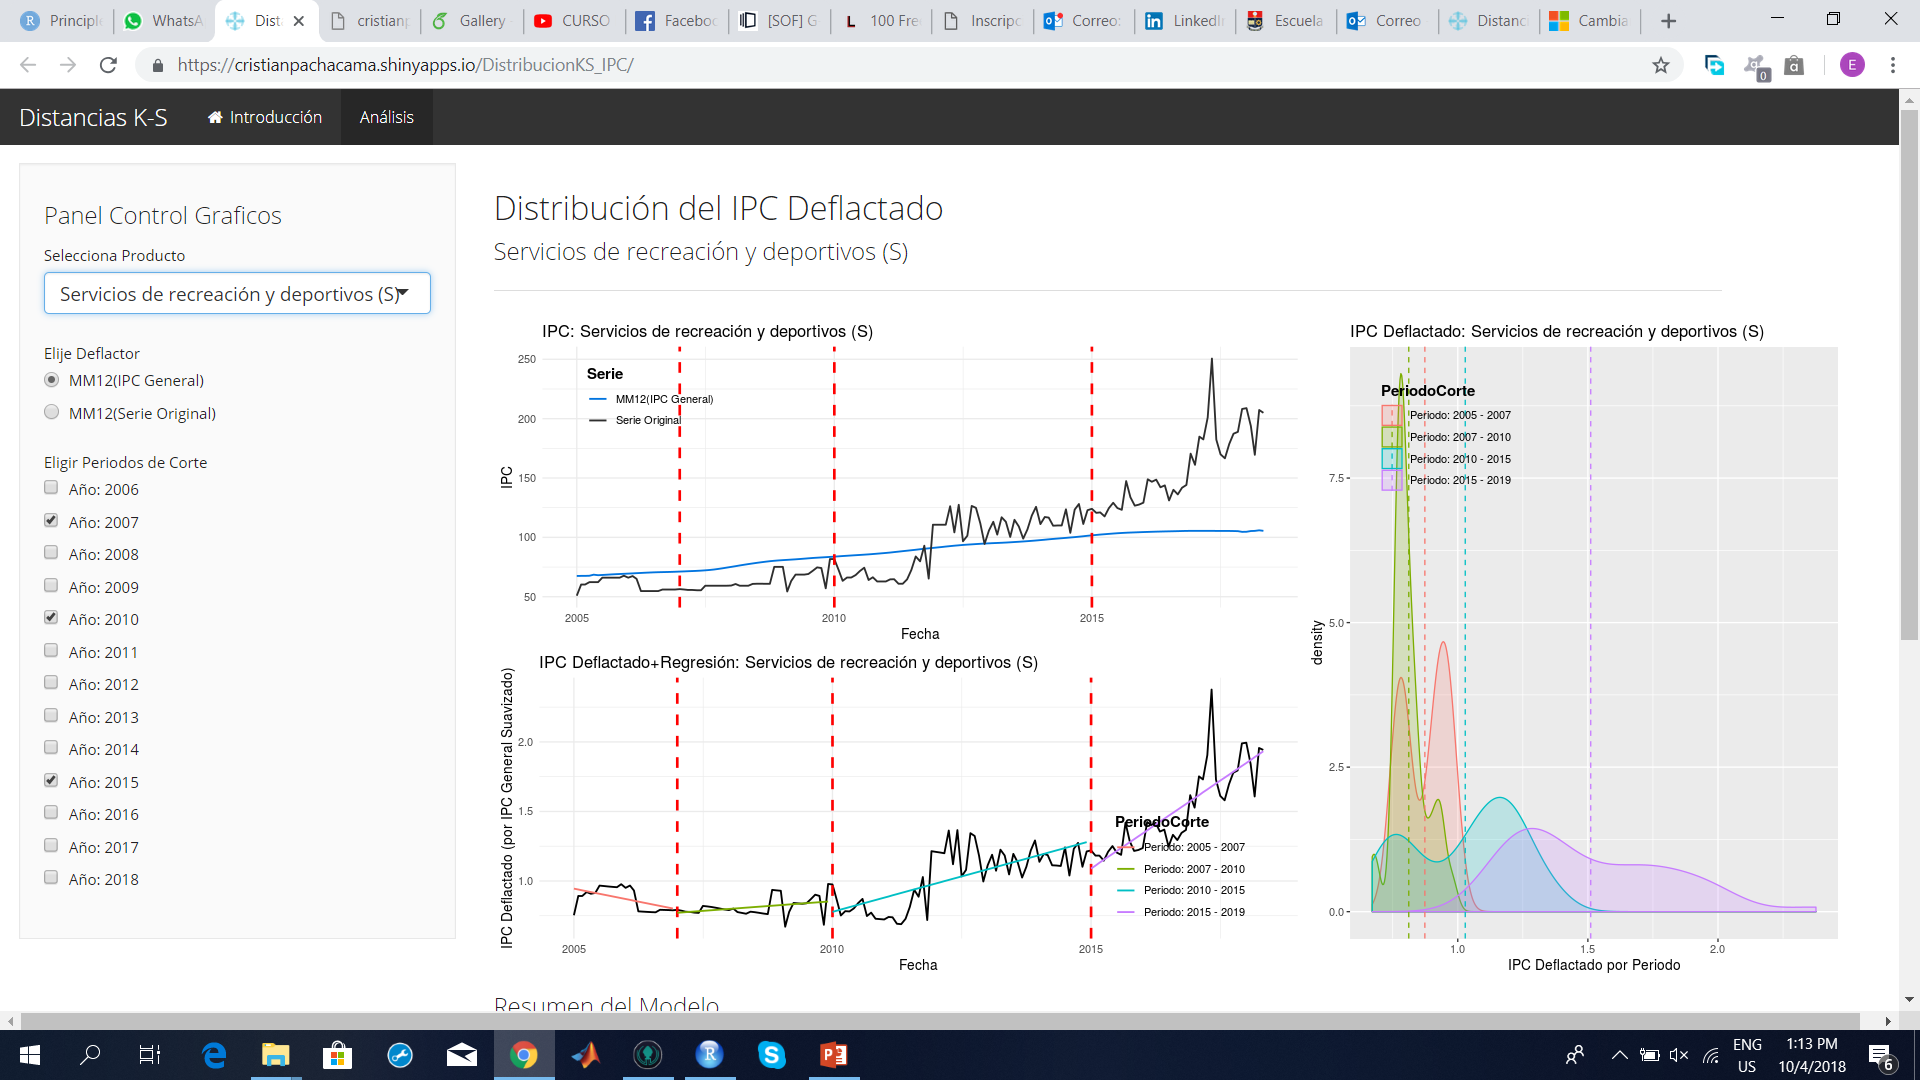 Principl
WhatsA
Dist
cristianp
Gallery
CURSO
Faceboo
[SOF] G
100 Fre
Inscripc
Correo:
LinkedIn
Escuela
Correo
Distanc
Cambia
https://cristianpachacama.shinyapps.io/DistribucionKS_IPC/
0
E
Distancias K-S
Introducción
Análisis
Panel Control Graficos
Selecciona Producto
Servicios de recreación y deportivos (S)
Elije Deflactor
MM12(IPC General)
MM12(Serie Original)
Eligir Periodos de Corte
Año: 2006
Año: 2007
Año: 2008
Año: 2009
Año: 2010
Año: 2011
Año: 2012
Año: 2013
Año: 2014
Año: 2015
Año: 2016
Año: 2017
Año: 2018
Distribución del IPC Deflactado
Servicios de recreación y deportivos (S)
IPC: Servicios de recreación y deportivos (S)
Serie
MM12(IPC General)
Serie Original
IPC
250
200
150
100
50
2005
2010
2015
Fecha
IPC Deflactado+Regresión: Servicios de recreación y deportivos (S)
IPC Deflactado (por IPC General Suavizado)
2.0
1.5
1.0
PeriodoCorte
Periodo: 2005 - 2007
Periodo: 2007 - 2010
Periodo: 2010 - 2015
Periodo: 2015 - 2019
2005
2010
2015
Fecha
IPC Deflactado: Servicios de recreación y deportivos (S)
PeriodoCorte
Periodo: 2005 - 2007
Periodo: 2007 - 2010
Periodo: 2010 - 2015
Periodo: 2015 - 2019
density
7.5
5.0
2.5
0.0
1.0
1.5
2.0
IPC Deflactado por Periodo
Resumen del Modelo
ENG
US
1:13 PM
10/4/2018
6